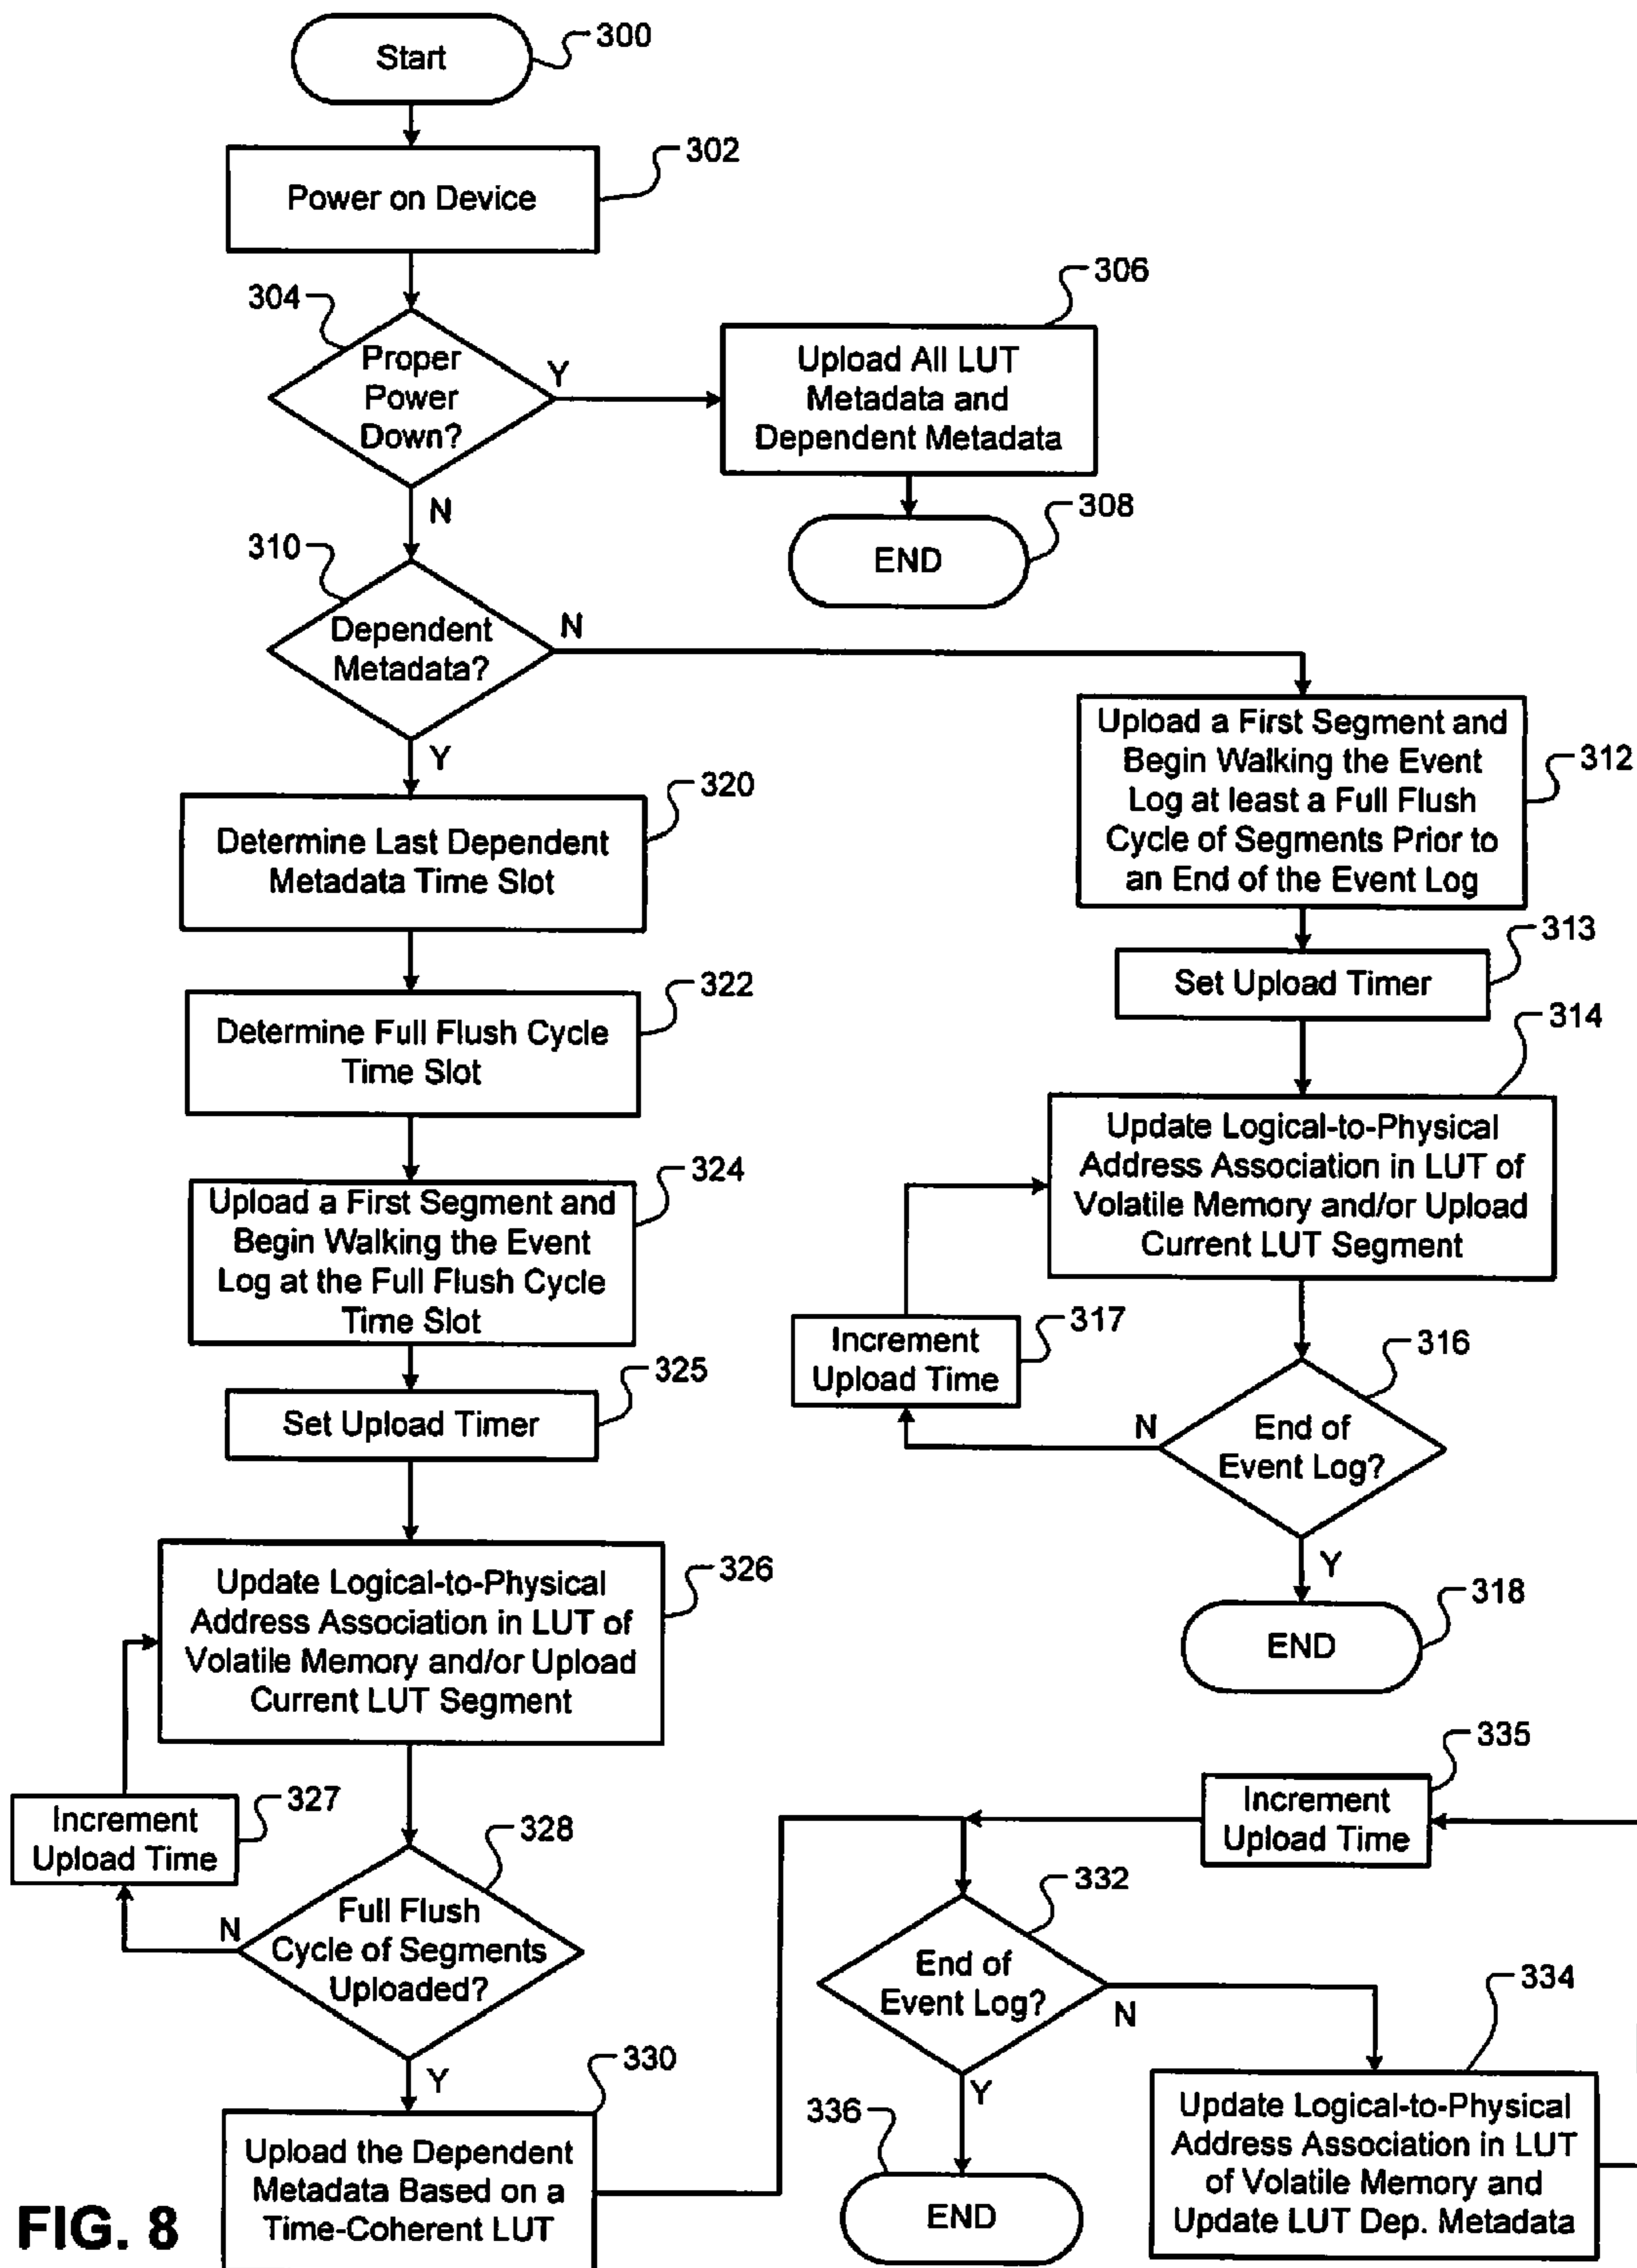 Start
300
Power on Device
302
304
Proper
Power
Down?
Y
N
306
Upload All LUT
Metadata and
Dependent Metadata
308
END
310
Dependent
Metadata?
N
Y
312
Upload a First Segment and
Begin Walking the Event
Log at least a Full Flush
Cycle of Segments Prior to
an End of the Event Log
313
Set Upload Timer
314
Update Logical-to-Physical
Address Association in LUT of
Volatile Memory and/or Upload
Current LUT Segment
317
Increment
Upload Time
316
End of
Event Log?
N
Y
318
END
320
Determine Last Dependent
Metadata Time Slot
322
Determine Full Flush Cycle
Time Slot
324
Upload a First Segment and
Begin Walking the Event
Log at the Full Flush Cycle
Time Slot
325
Set Upload Timer
326
Update Logical-to-Physical
Address Association in LUT of
Volatile Memory and/or Upload
Current LUT Segment
327
Increment
Upload Time
328
Full Flush
Cycle of Segments
Uploaded?
N
Y
330
Upload the Dependent
Metadata Based on a
Time-Coherent LUT
335
Increment
Upload Time
332
End of
Event Log?
N
Y
334
Update Logical-to-Physical
Address Association in LUT
of Volatile Memory and
Update LUT Dep. Metadata
336
END
FIG. 8